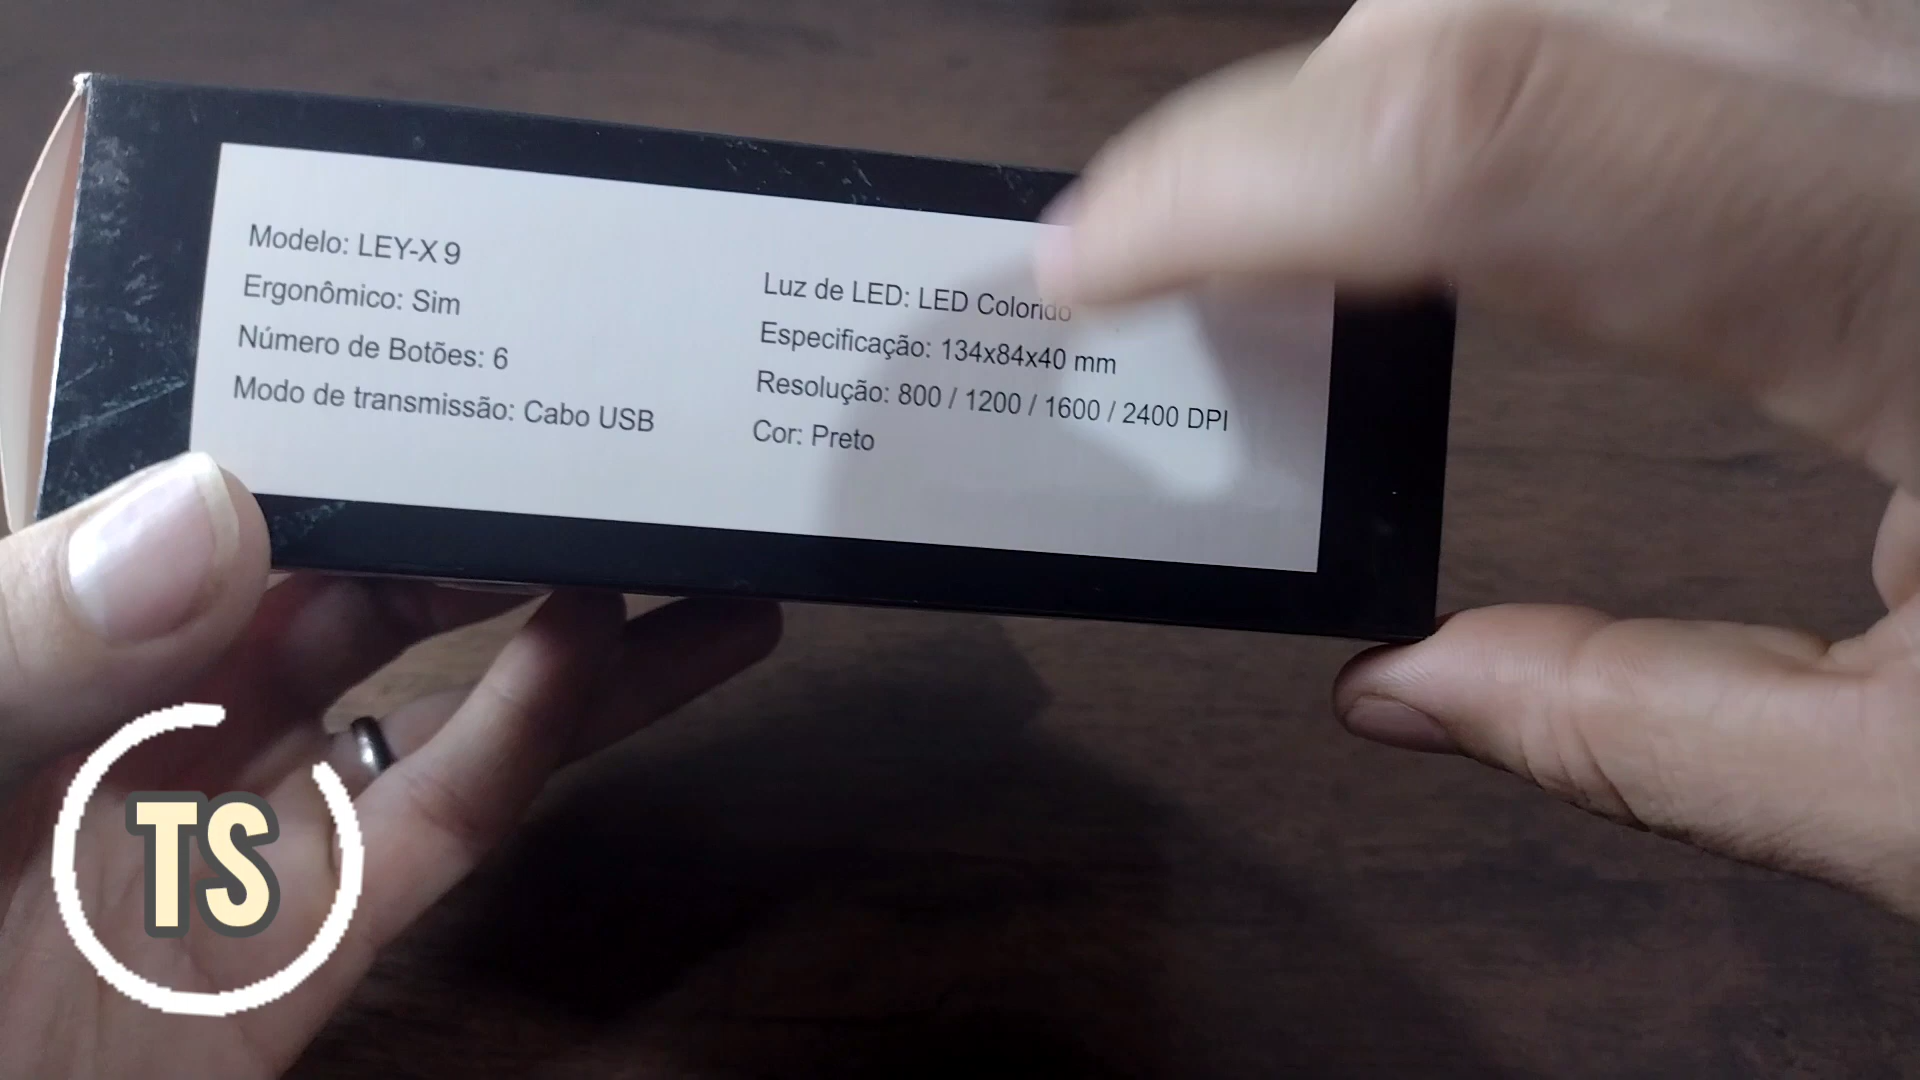 Modelo: LEY-X 9
Ergonômico: Sim
Número de Botões: 6
Modo de transmissão: Cabo USB
Luz de LED: LED Colorido
Especificação: 134x84x40 mm
Resolução: 800 / 1200 / 1600 / 2400 DPI
Cor: Preto
TS